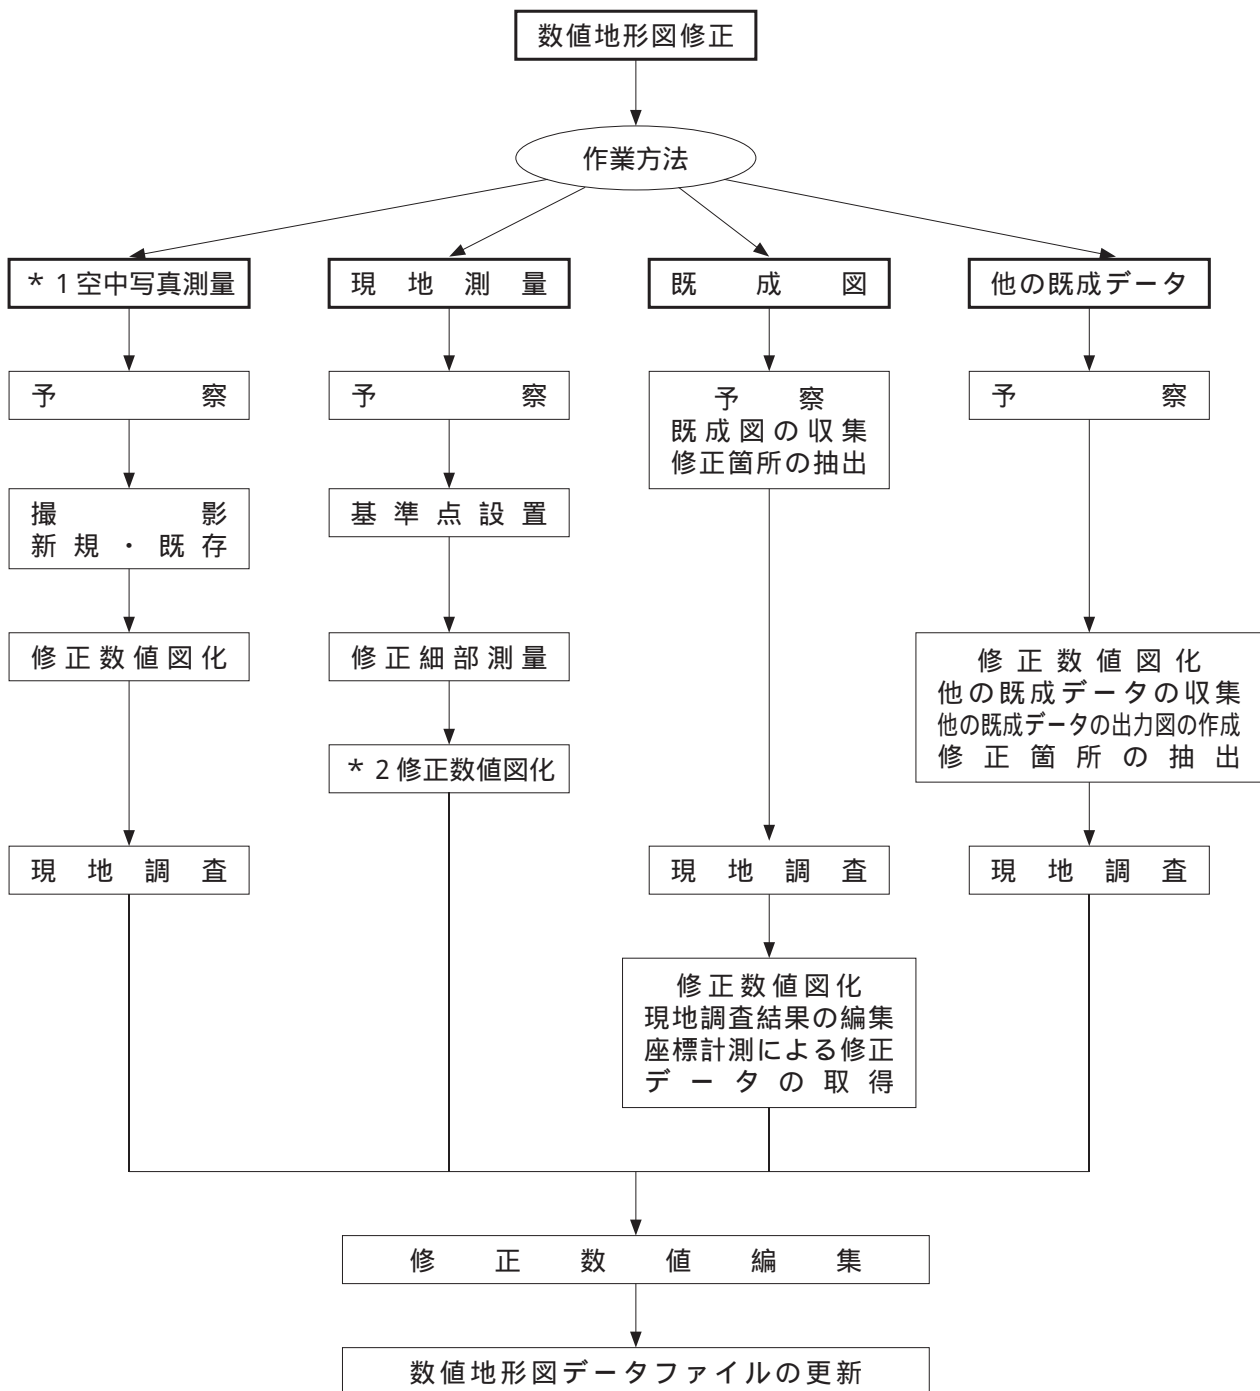 数値地形図修正
作業方法
*1空中写真測量
予察
撮影
新規・既存
修正数値図化
現地調査
現地測量
予察
基準点設置
修正細部測量
*2修正数値図化
既成図
予察
既成図の収集
修正箇所の抽出
現地調査
修正数値図化
現地調査結果の編集
座標計測による修正
データの取得
他の既成データ
予察
修正数値図化
他の既成データの収集
他の既成データの出力図の作成
修正箇所の抽出
現地調査
修正数値編集
数値地形図データファイルの更新